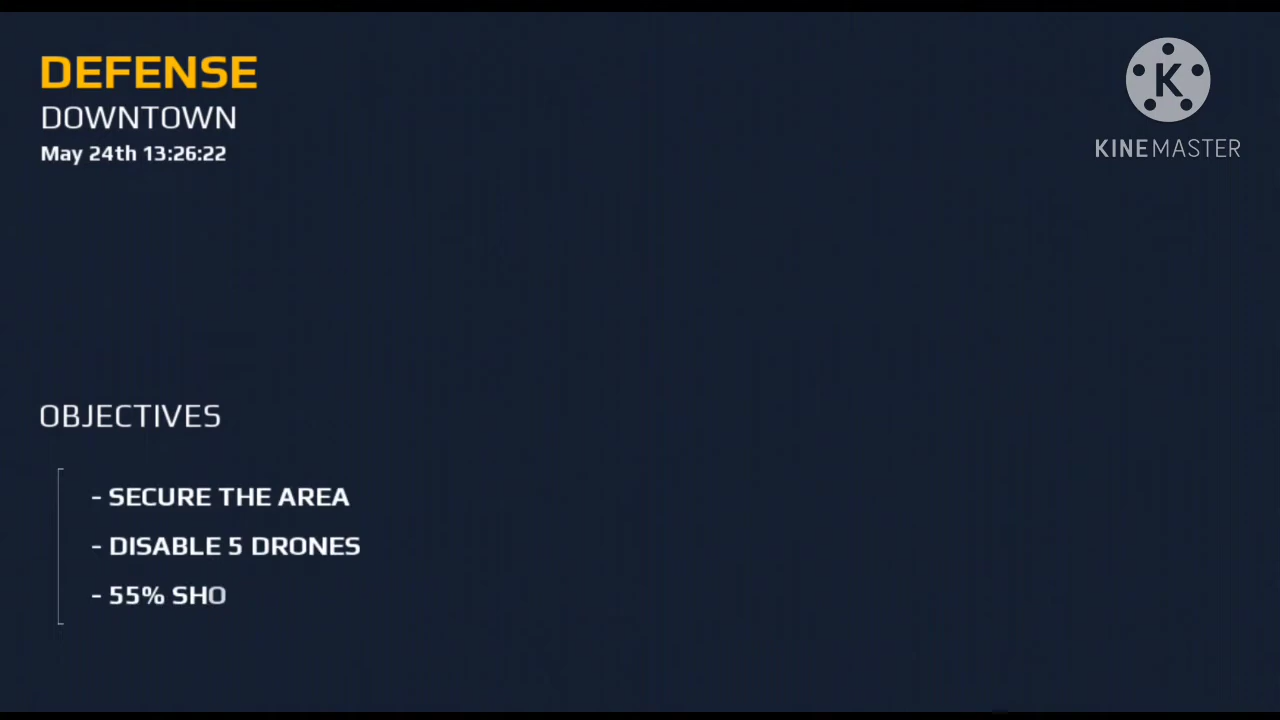 DEFENSE
DOWNTOWN
May 24th 13:26:22
K
KINEMASTER
OBJECTIVES
- SECURE THE AREA
- DISABLE 5 DRONES
- 55% SHO